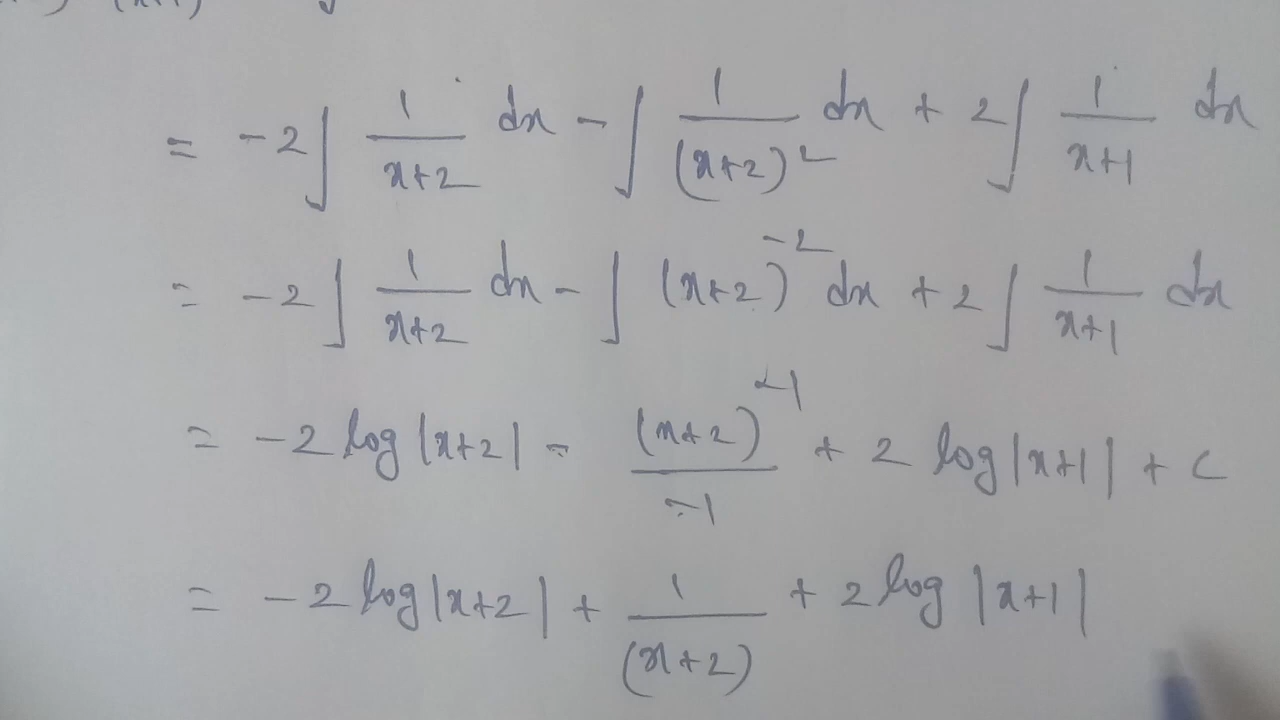 (x+1)
= -2 ∫ 1/(x+2) dx - ∫ 1/(x+2)² dx + 2 ∫ 1/(x+1) dx
= -2 ∫ 1/(x+2) dx - ∫ (x+2)⁻² dx + 2 ∫ 1/(x+1) dx
= -2 log |x+2| - (x+2)⁻¹/-1 + 2 log |x+1| + c
= -2 log |x+2| + 1/(x+2) + 2 log |x+1|